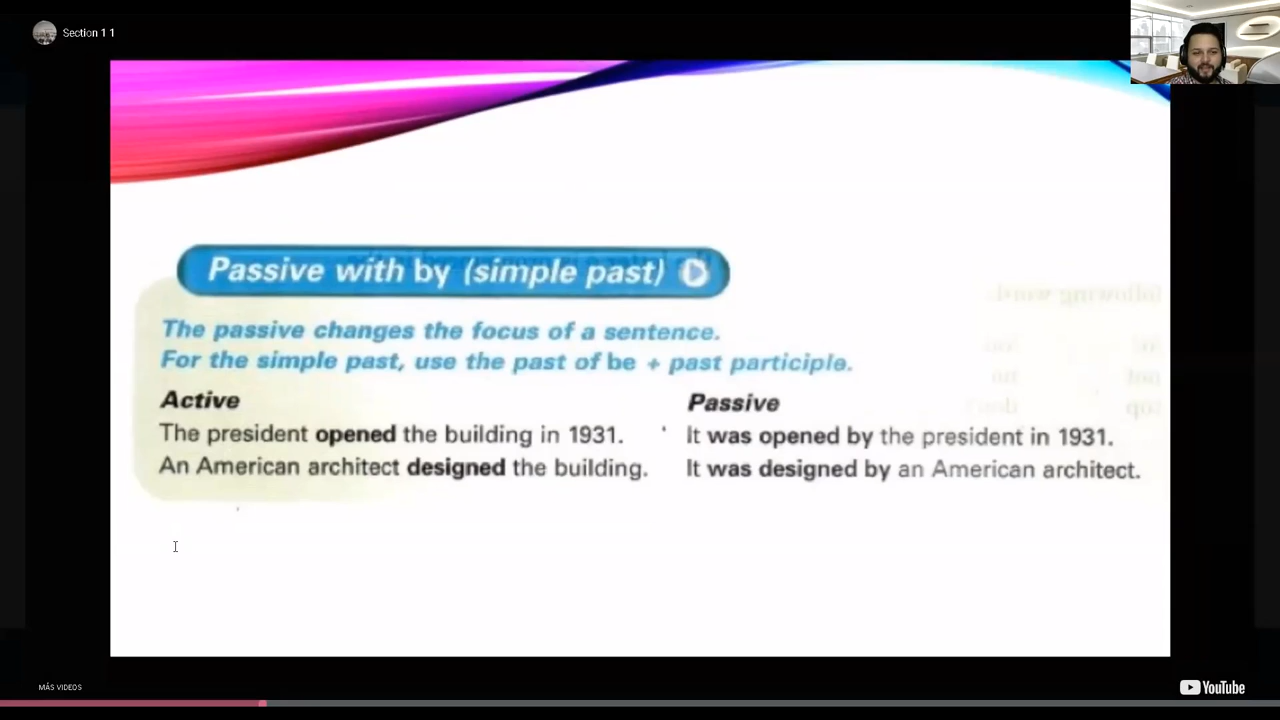 Section 1 1
Passive with by (simple past)
The passive changes the focus of a sentence.
For the simple past, use the past of be + past participle.
Active
Passive
The president opened the building in 1931.
It was opened by the president in 1931.
An American architect designed the building.
It was designed by an American architect.
MÁS VIDEOS
YouTube